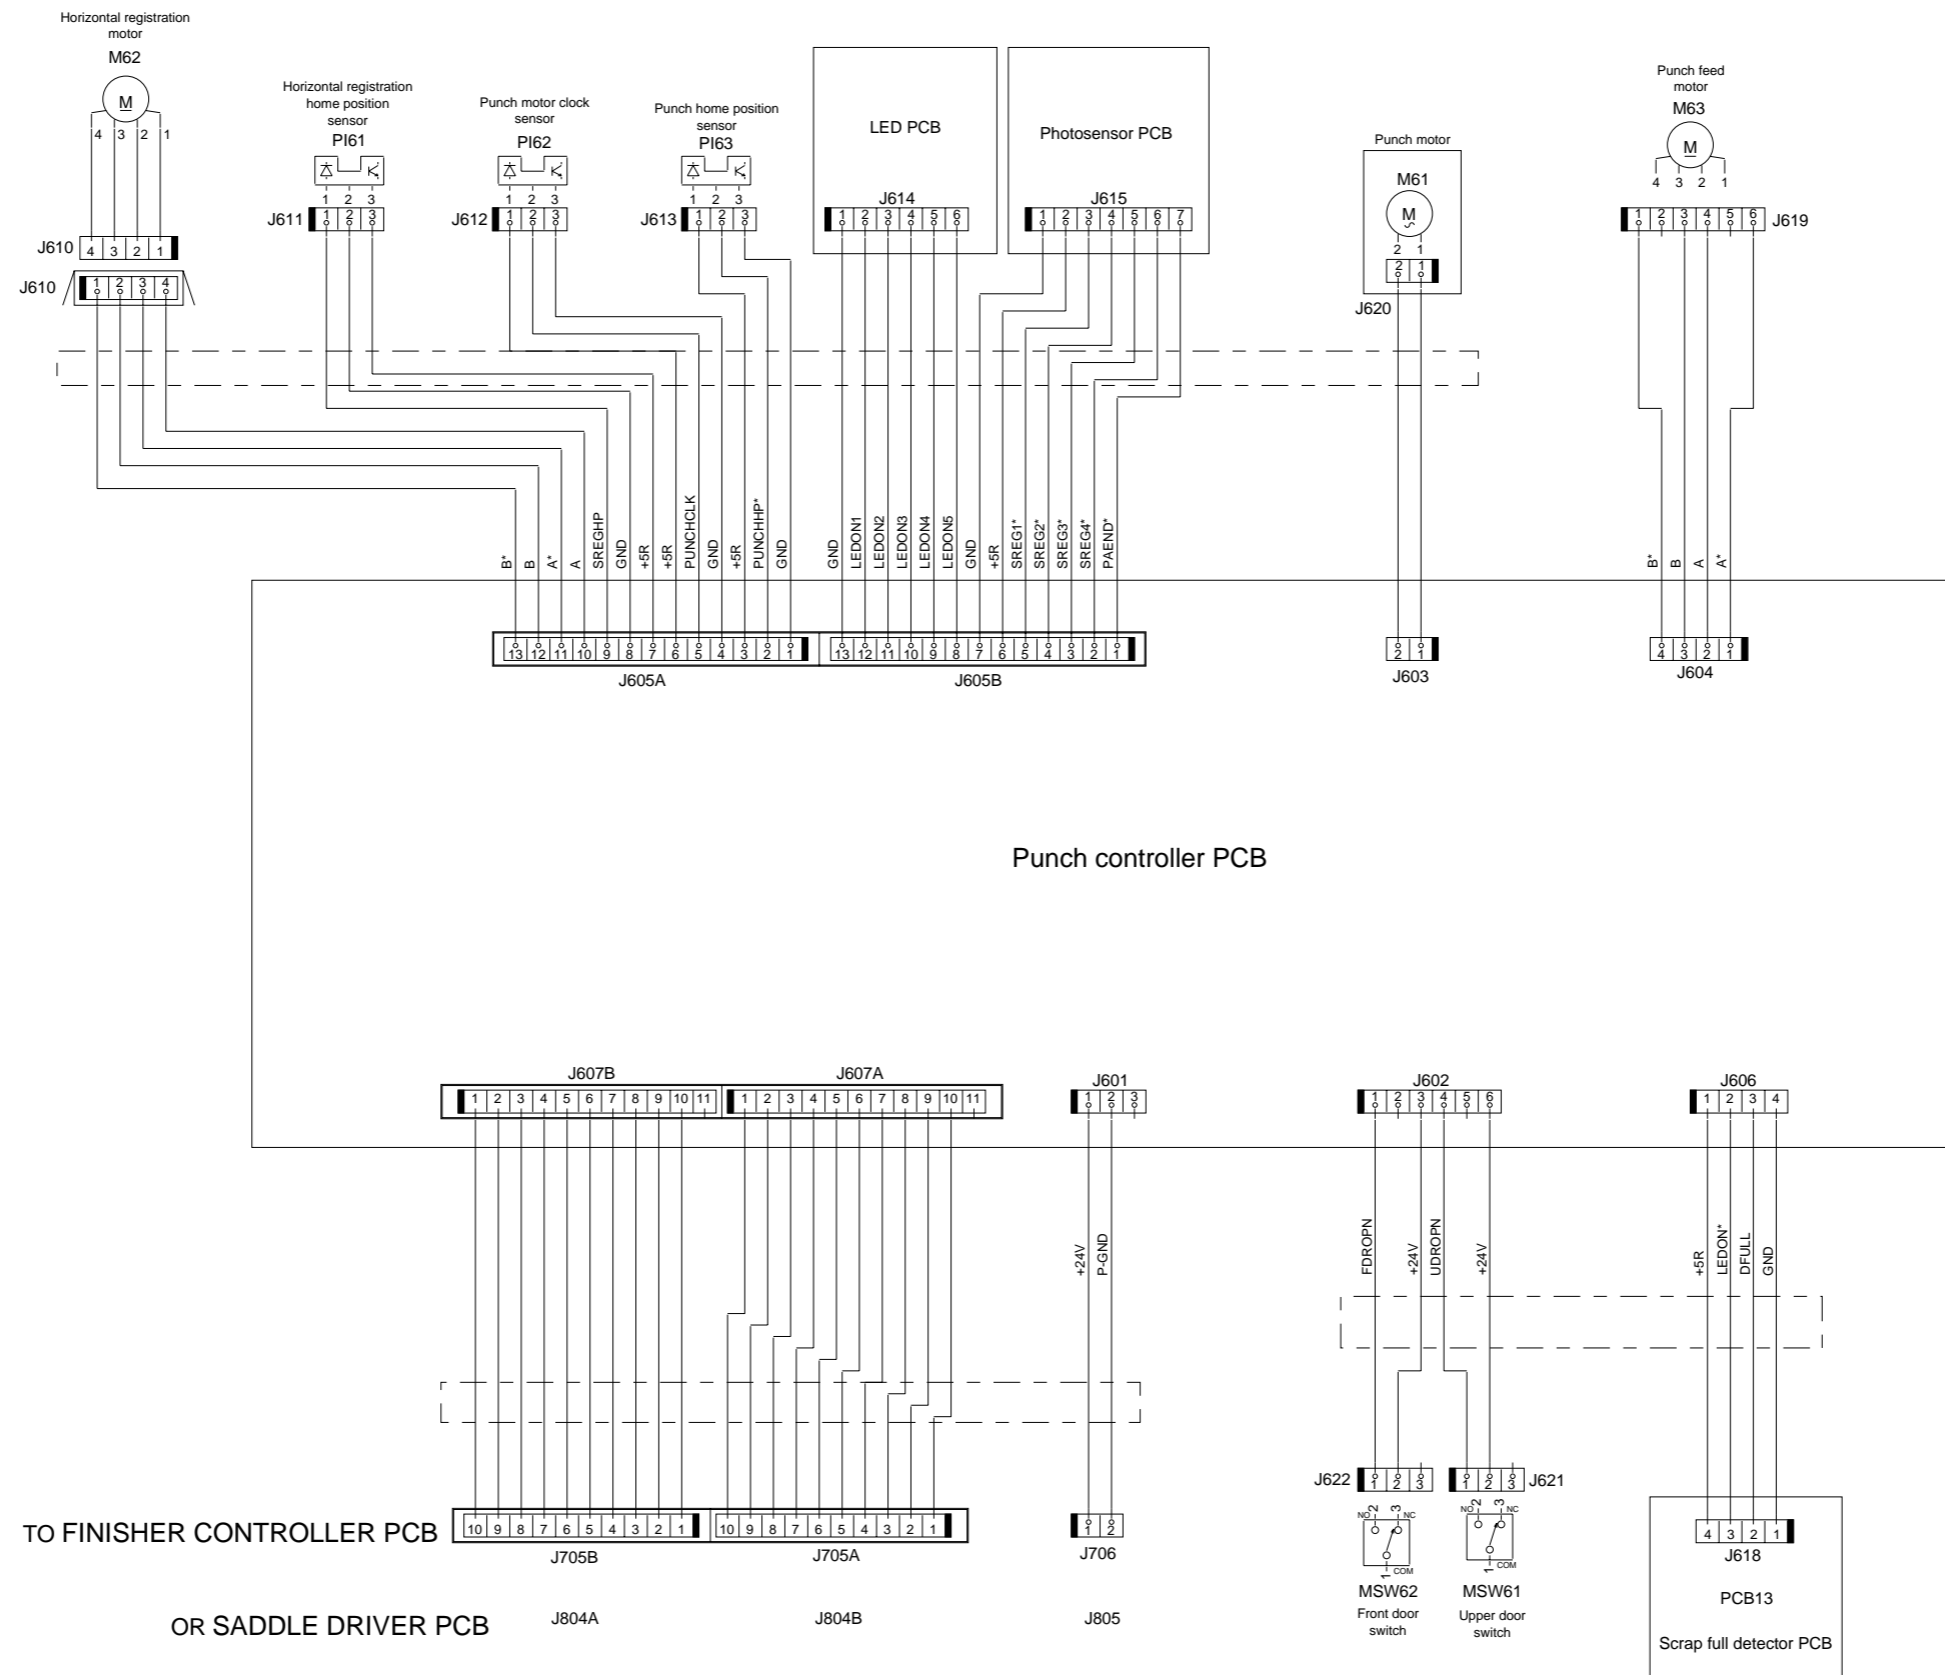 Horizontal registration
motor
M62
M
4 3 2 1
J610 4 3 2 1
J610 1 2 3 4
Horizontal registration
home position
sensor
PI61
1 2 3
J611 1 2 3
Punch motor clock
sensor
PI62
1 2 3
J612 1 2 3
Punch home position
sensor
PI63
1 2 3
J613 1 2 3
LED PCB
J614
1 2 3 4 5 6
Photosensor PCB
J615
1 2 3 4 5 6 7
Punch motor
M61
M
2 1
2 1
J620
Punch feed
motor
M63
M
4 3 2 1
1 2 3 4 5 6 J619
B*
B
A*
A
SREGHP
GND
+5R
+5R
PUNCHCLK
GND
+5R
PUNCHHP*
GND
GND
LEDON1
LEDON2
LEDON3
LEDON4
LEDON5
GND
+5R
SREG1*
SREG2*
SREG3*
SREG4*
PAEND*
B*
B
A
A*
13 12 11 10 9 8 7 6 5 4 3 2 1
J605A
13 12 11 10 9 8 7 6 5 4 3 2 1
J605B
2 1
J603
4 3 2 1
J604
Punch controller PCB
J607B
1 2 3 4 5 6 7 8 9 10 11
J607A
1 2 3 4 5 6 7 8 9 10 11
J601
1 2 3
J602
1 2 3 4 5 6
J606
1 2 3 4
+24V
P-GND
FDROPN
+24V
UDROPN
+24V
+5R
LEDON*
DFULL
GND
J622 1 2 3
1 2 3 J621
TO FINISHER CONTROLLER PCB
10 9 8 7 6 5 4 3 2 1
J705B
10 9 8 7 6 5 4 3 2 1
J705A
1 2
J706
NO 2 3 NC
1 COM
MSW62
Front door
switch
NO 2 3 NC
1 COM
MSW61
Upper door
switch
4 3 2 1
J618
PCB13
Scrap full detector PCB
OR SADDLE DRIVER PCB
J804A
J804B
J805